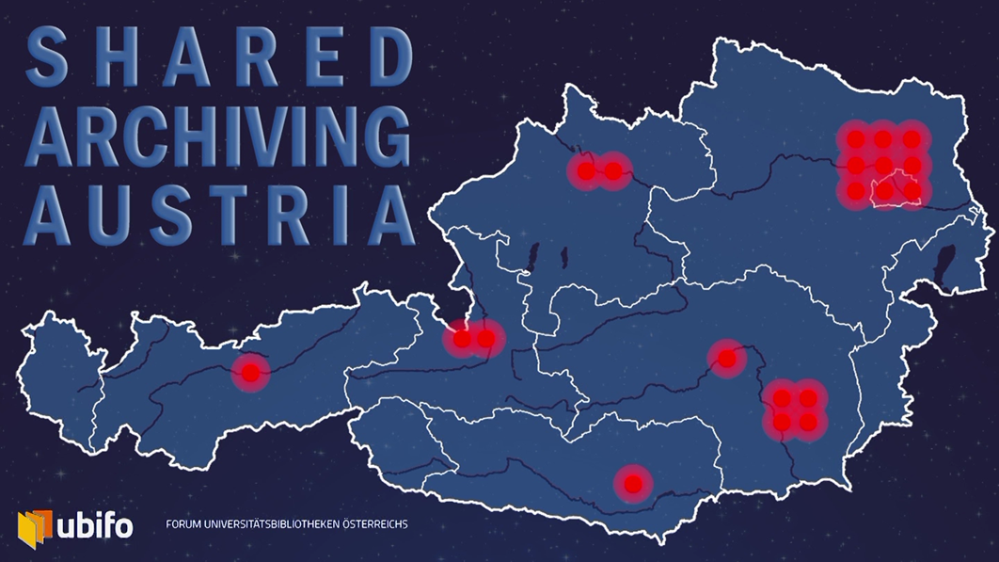 SHARED
ARCHIVING
AUSTRIA
ubifo
FORUM UNIVERSITÄTSBIBLIOTHEKEN ÖSTERREICHS